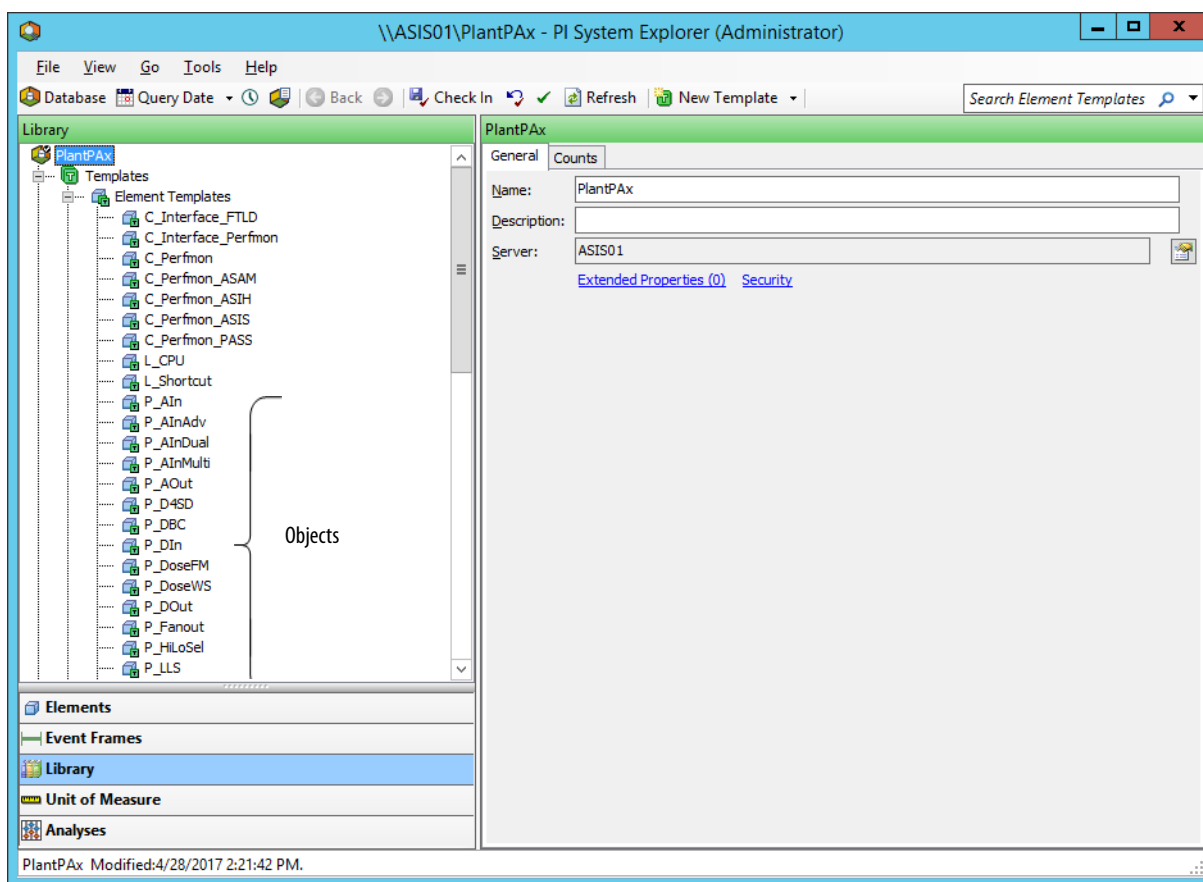 \\ASIS01\PlantPAx - PI System Explorer (Administrator)
File View Go Tools Help
Database Query Date Back Check In Refresh New Template Search Element Templates
Library
PlantPAx
Templates
Element Templates
C_Interface_FTLD
C_Interface_Perfmon
C_Perfmon
C_Perfmon_ASAM
C_Perfmon_ASIH
C_Perfmon_ASIS
C_Perfmon_PASS
L_CPU
L_Shortcut
P_AIn
P_AInAdv
P_AInDual
P_AInMulti
P_AOut
P_D4SD
P_DBC
P_DIn
P_DoseFM
P_DoseWS
P_DOut
P_Fanout
P_HiLoSel
P_LLS
Objects
Elements
Event Frames
Library
Unit of Measure
Analyses
PlantPAx
General Counts
Name: PlantPAx
Description:
Server: ASIS01
Extended Properties (0) Security
PlantPAx Modified:4/28/2017 2:21:42 PM.